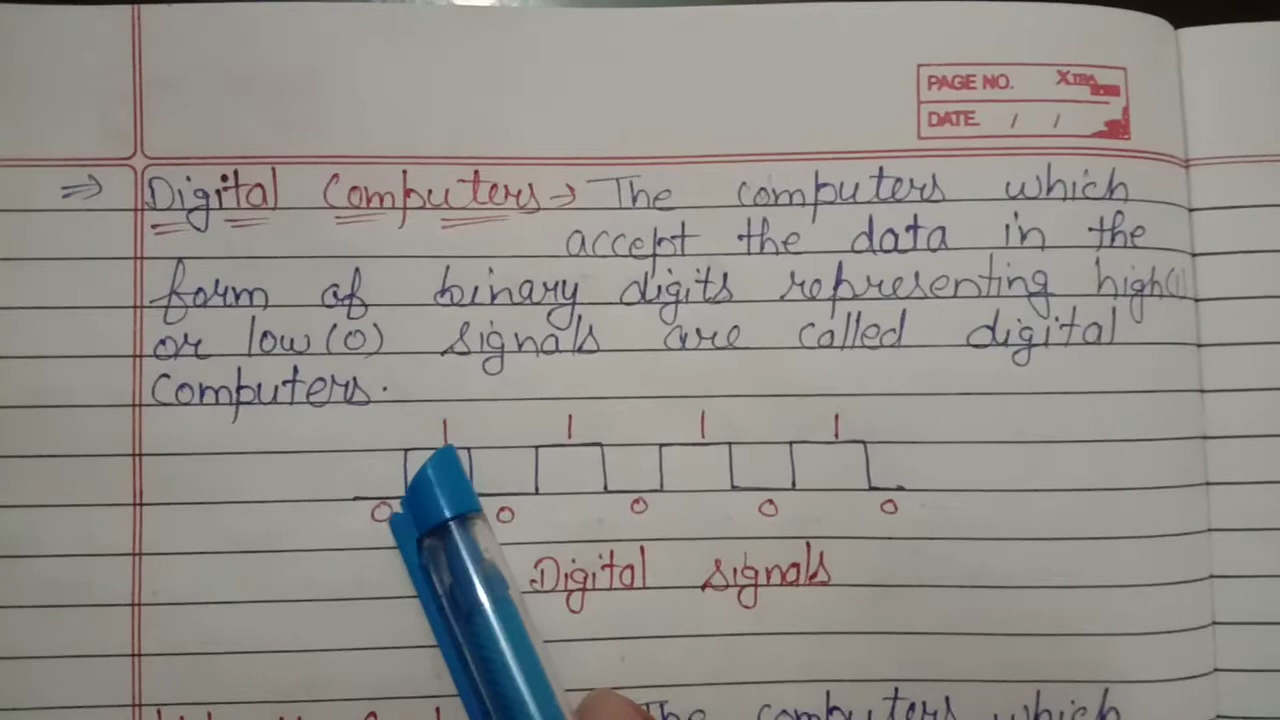 PAGE NO.
DATE / /
⇒ Digital Computers → The computers which
accept the data in the
form of binary digits representing high(1)
or low (0) signals are called digital
Computers.
1 1 1 1
0 0 0 0 0
Digital signals
The computers which